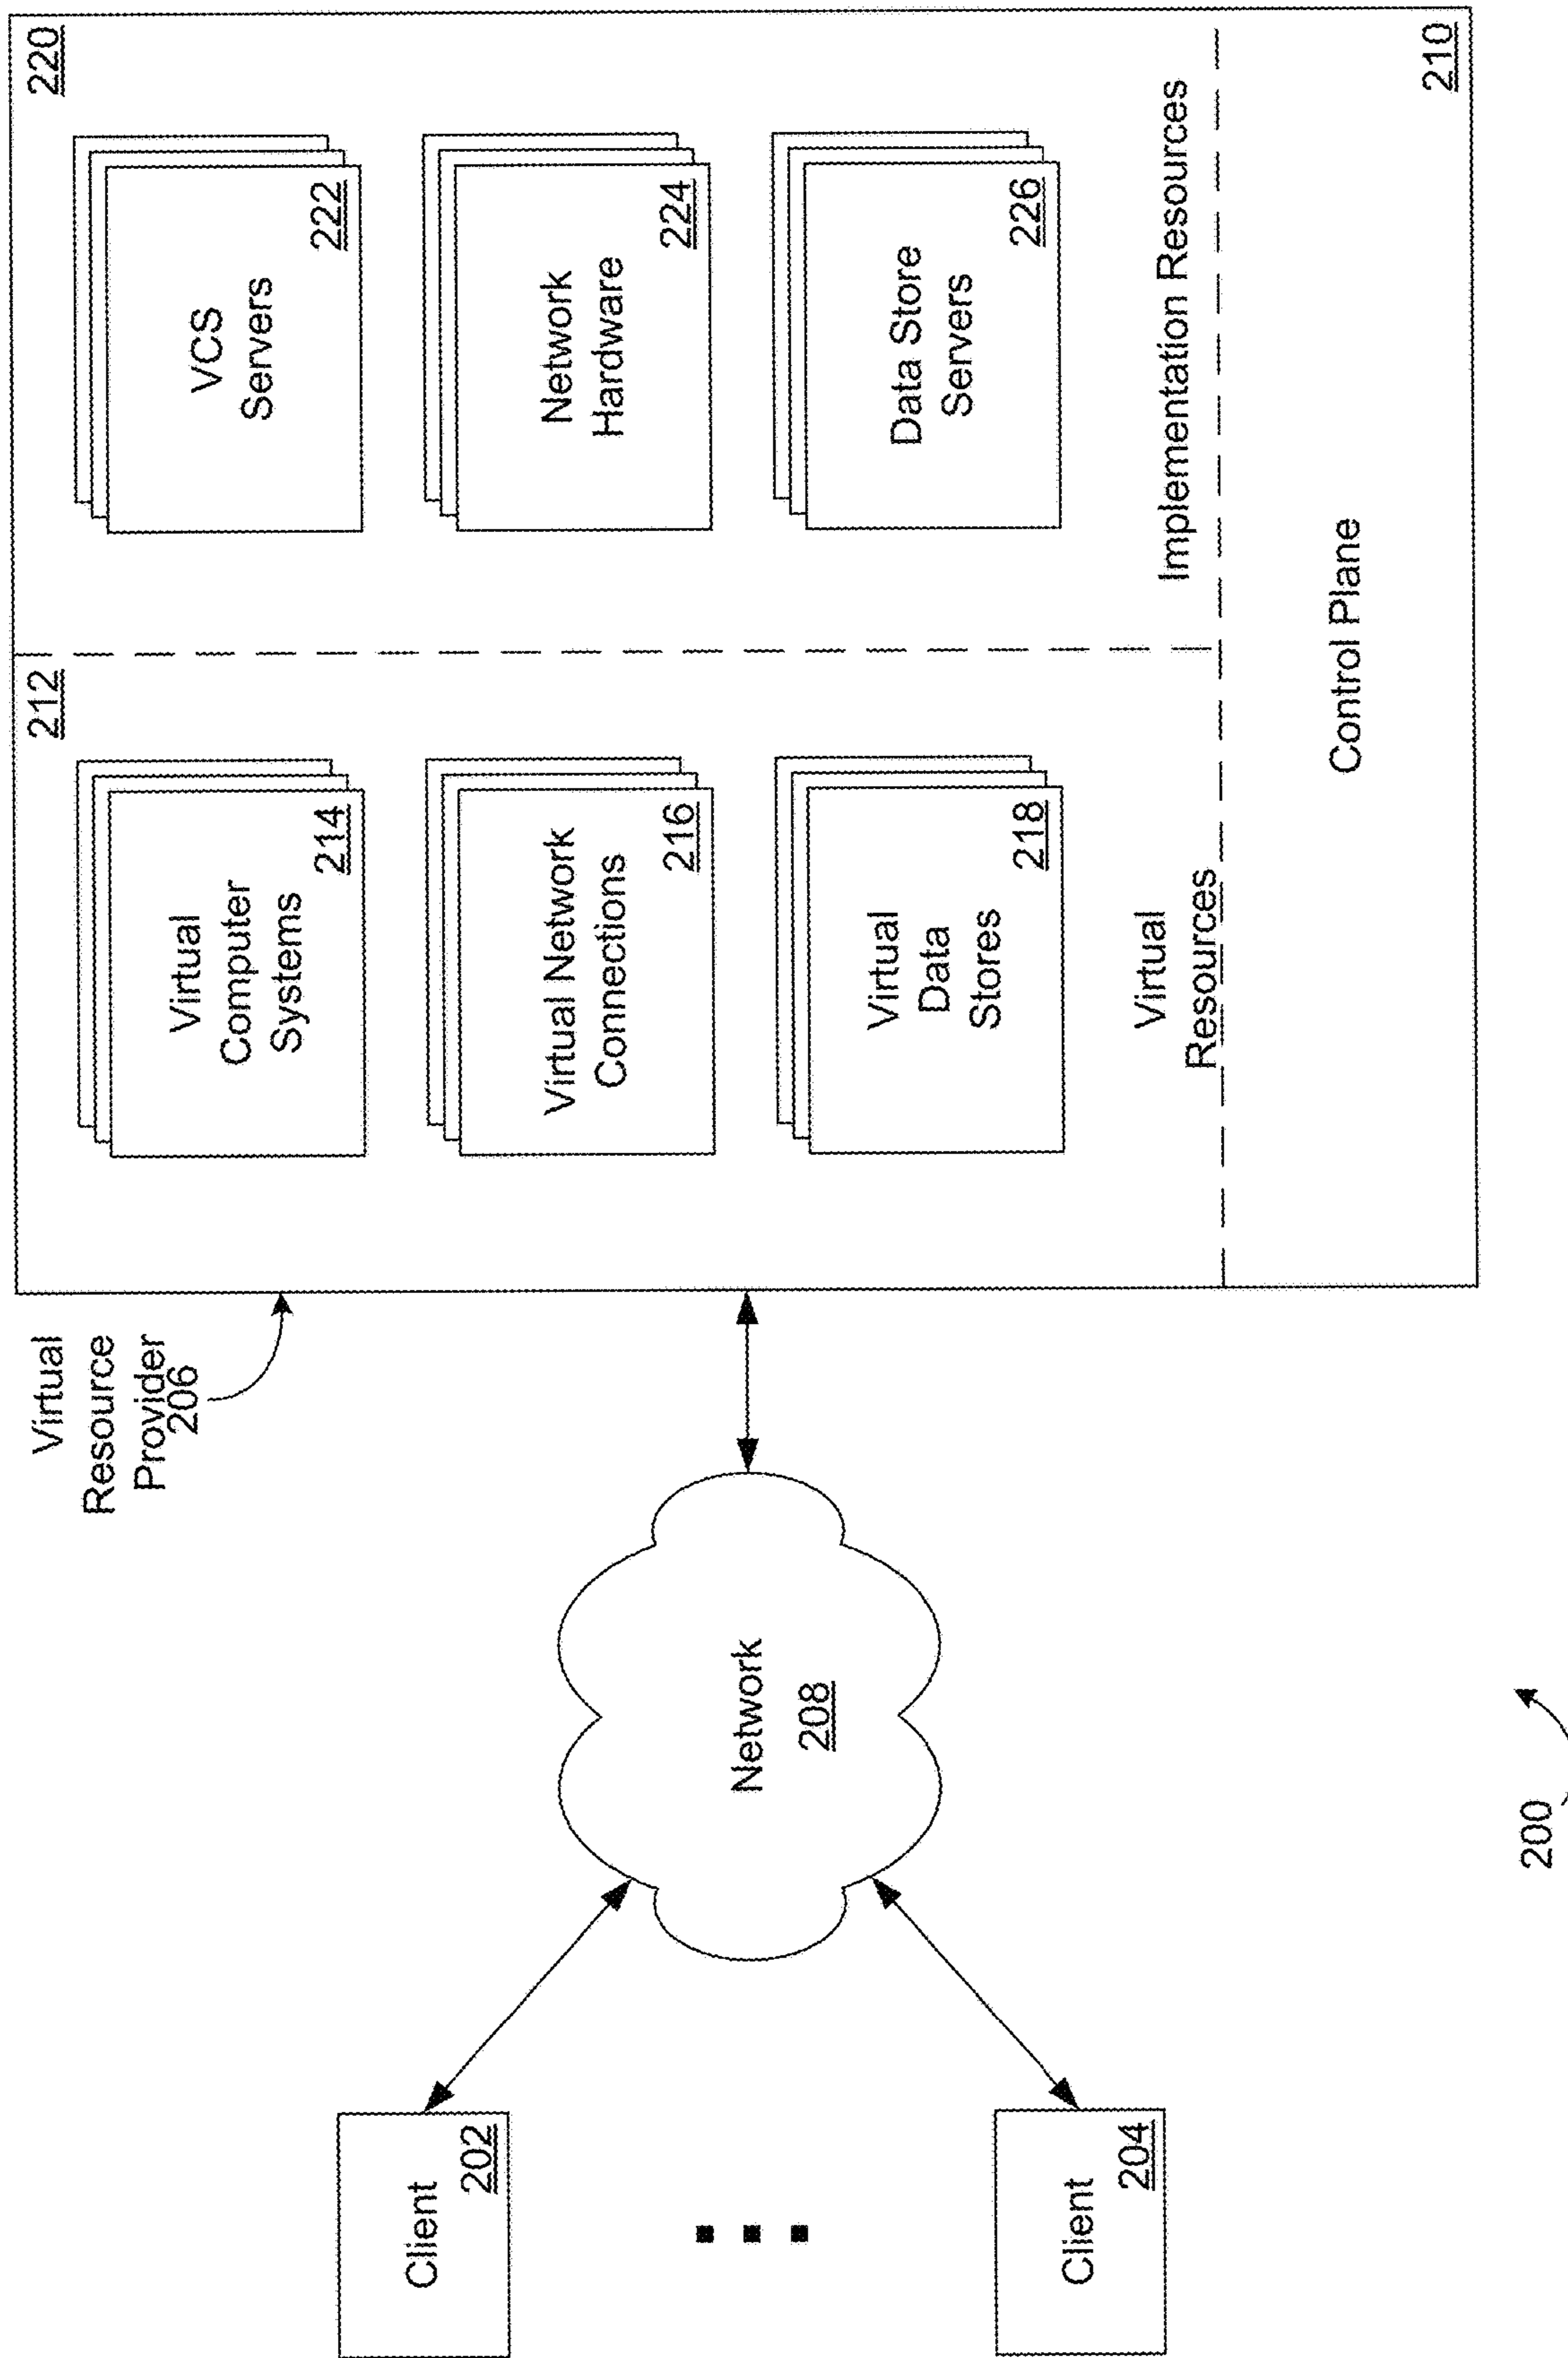 Client
202
Client
204
Network
208
Virtual
Resource
Provider
206
212
Virtual
Computer
Systems
214
Virtual Network
Connections
216
Virtual
Data
Stores
218
Virtual
Resources
220
VCS
Servers
222
Network
Hardware
224
Data Store
Servers
226
Implementation Resources
Control Plane
210
200